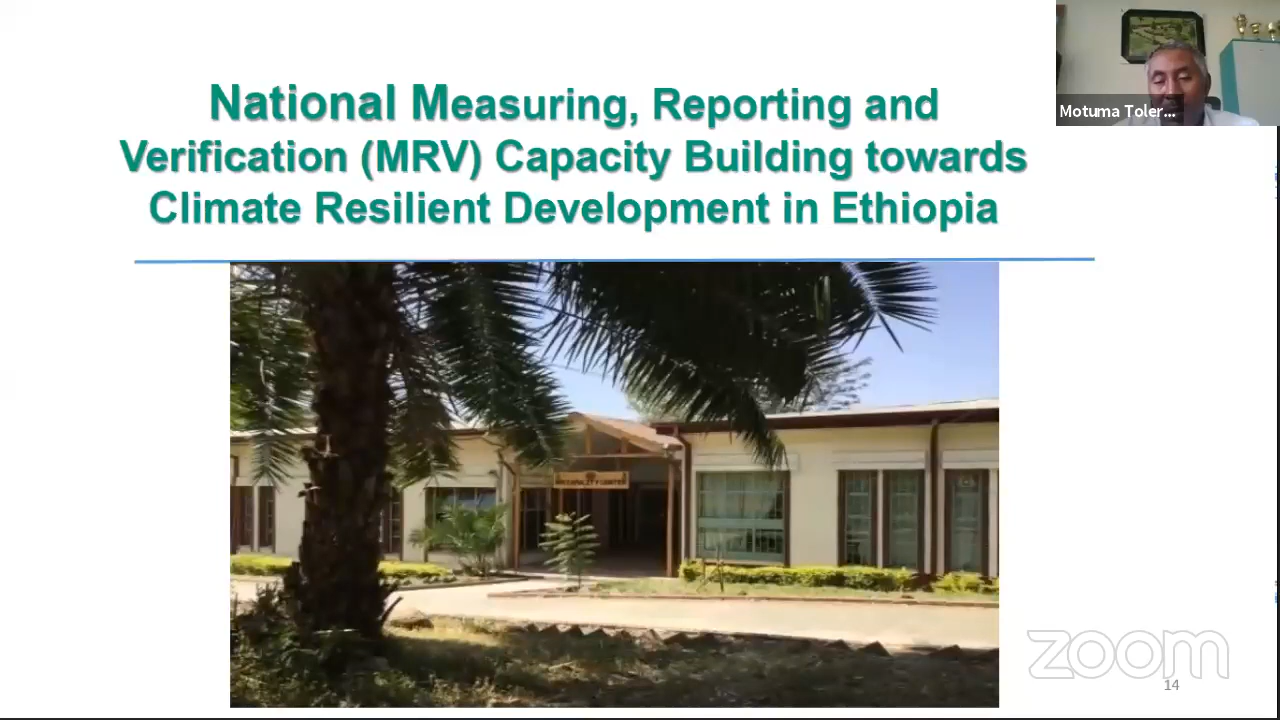 National Measuring, Reporting and
Verification (MRV) Capacity Building towards
Climate Resilient Development in Ethiopia
Motuma Toler...
zoom
14